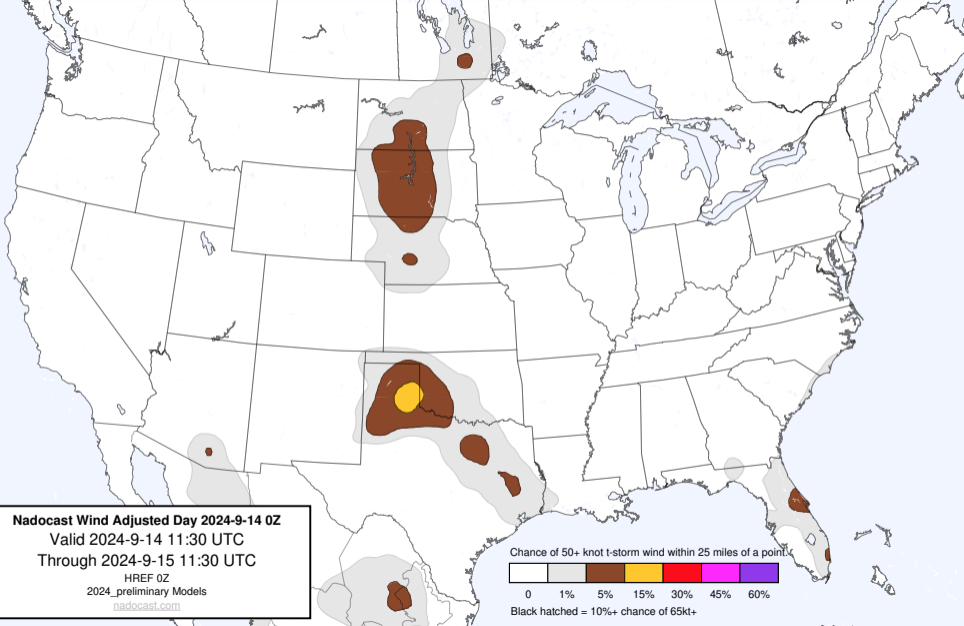 Nadocast Wind Adjusted Day 2024-9-14 0Z
Valid 2024-9-14 11:30 UTC
Through 2024-9-15 11:30 UTC
HREF 0Z
2024_preliminary Models
nadocast.com
Chance of 50+ knot t-storm wind within 25 miles of a point.
0 1% 5% 15% 30% 45% 60%
Black hatched = 10%+ chance of 65kt+